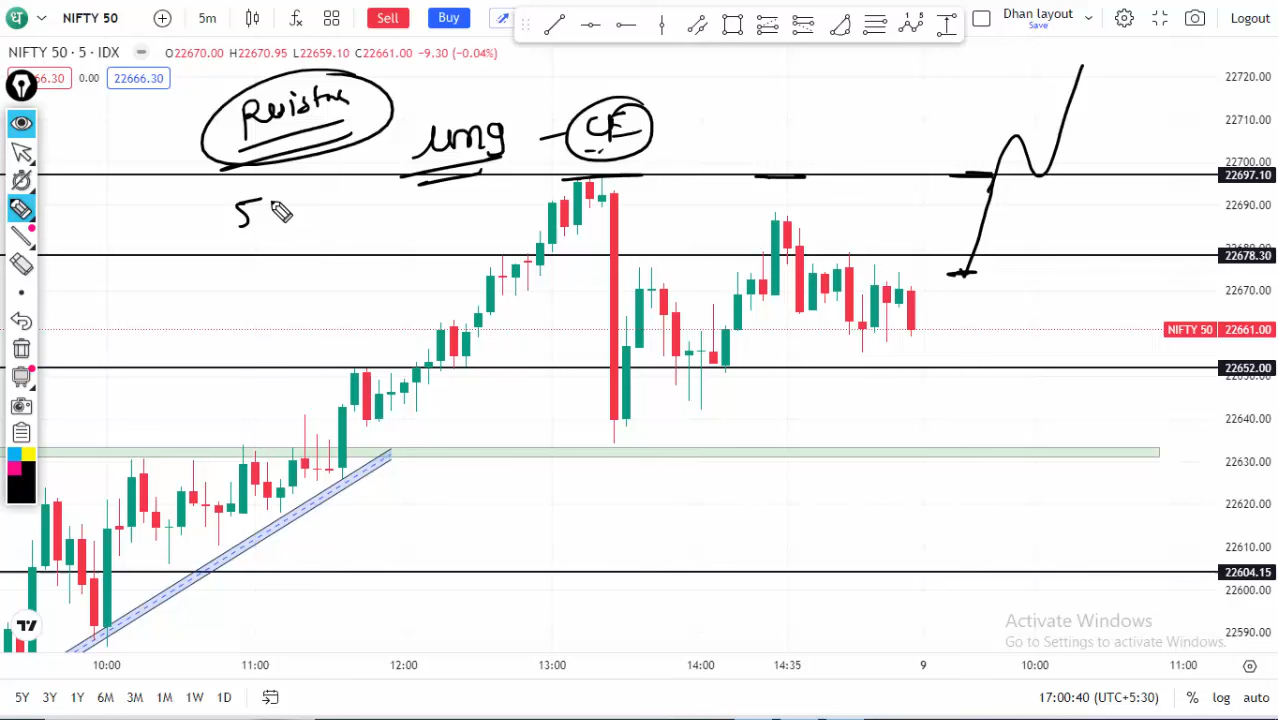 ध 5m Sell Buy Dhan layout Save Logout
NIFTY 50 · 5 · IDX O22670.00 H22670.95 L22659.10 C22661.00 -9.30 (-0.04%)
66.30 0.00 22666.30
22720.00
22710.00
22700.00
22697.10
22690.00
22678.30
22670.00
NIFTY 50 22661.00
22652.00
22640.00
22630.00
22620.00
22610.00
22604.15
22600.00
22590.00
CE
5
Activate Windows
Go to Settings to activate Windows.
10:00 11:00 12:00 13:00 14:00 14:35 9 10:00 11:00
5Y 3Y 1Y 6M 3M 1M 1W 1D 17:00:40 (UTC+5:30) % log auto